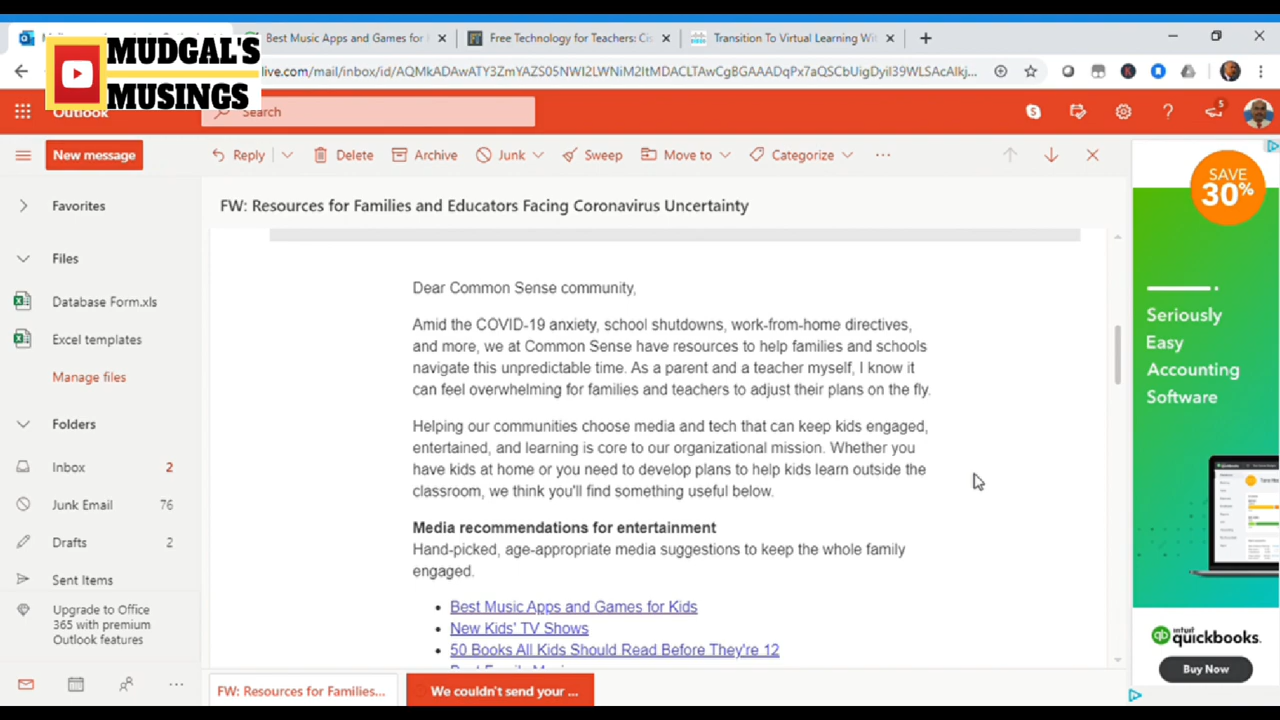 MUDGAL'S
MUSINGS
Best Music Apps and Games for
Free Technology for Teachers: Cis
Transition To Virtual Learning Wit
Outlook
Search
New message
Reply
Delete
Archive
Junk
Sweep
Move to
Categorize
5
Favorites
Files
Database Form.xls
Excel templates
Manage files
Folders
Inbox 2
Junk Email 76
Drafts 2
Sent Items
Upgrade to Office
365 with premium
Outlook features
FW: Resources for Families and Educators Facing Coronavirus Uncertainty
Dear Common Sense community,
Amid the COVID-19 anxiety, school shutdowns, work-from-home directives,
and more, we at Common Sense have resources to help families and schools
navigate this unpredictable time. As a parent and a teacher myself, I know it
can feel overwhelming for families and teachers to adjust their plans on the fly.
Helping our communities choose media and tech that can keep kids engaged,
entertained, and learning is core to our organizational mission. Whether you
have kids at home or you need to develop plans to help kids learn outside the
classroom, we think you'll find something useful below.
Media recommendations for entertainment
Hand-picked, age-appropriate media suggestions to keep the whole family
engaged.
• Best Music Apps and Games for Kids
• New Kids' TV Shows
• 50 Books All Kids Should Read Before They're 12
FW: Resources for Families...
We couldn't send your ...
SAVE
30%
Seriously
Easy
Accounting
Software
intuit
quickbooks.
Buy Now